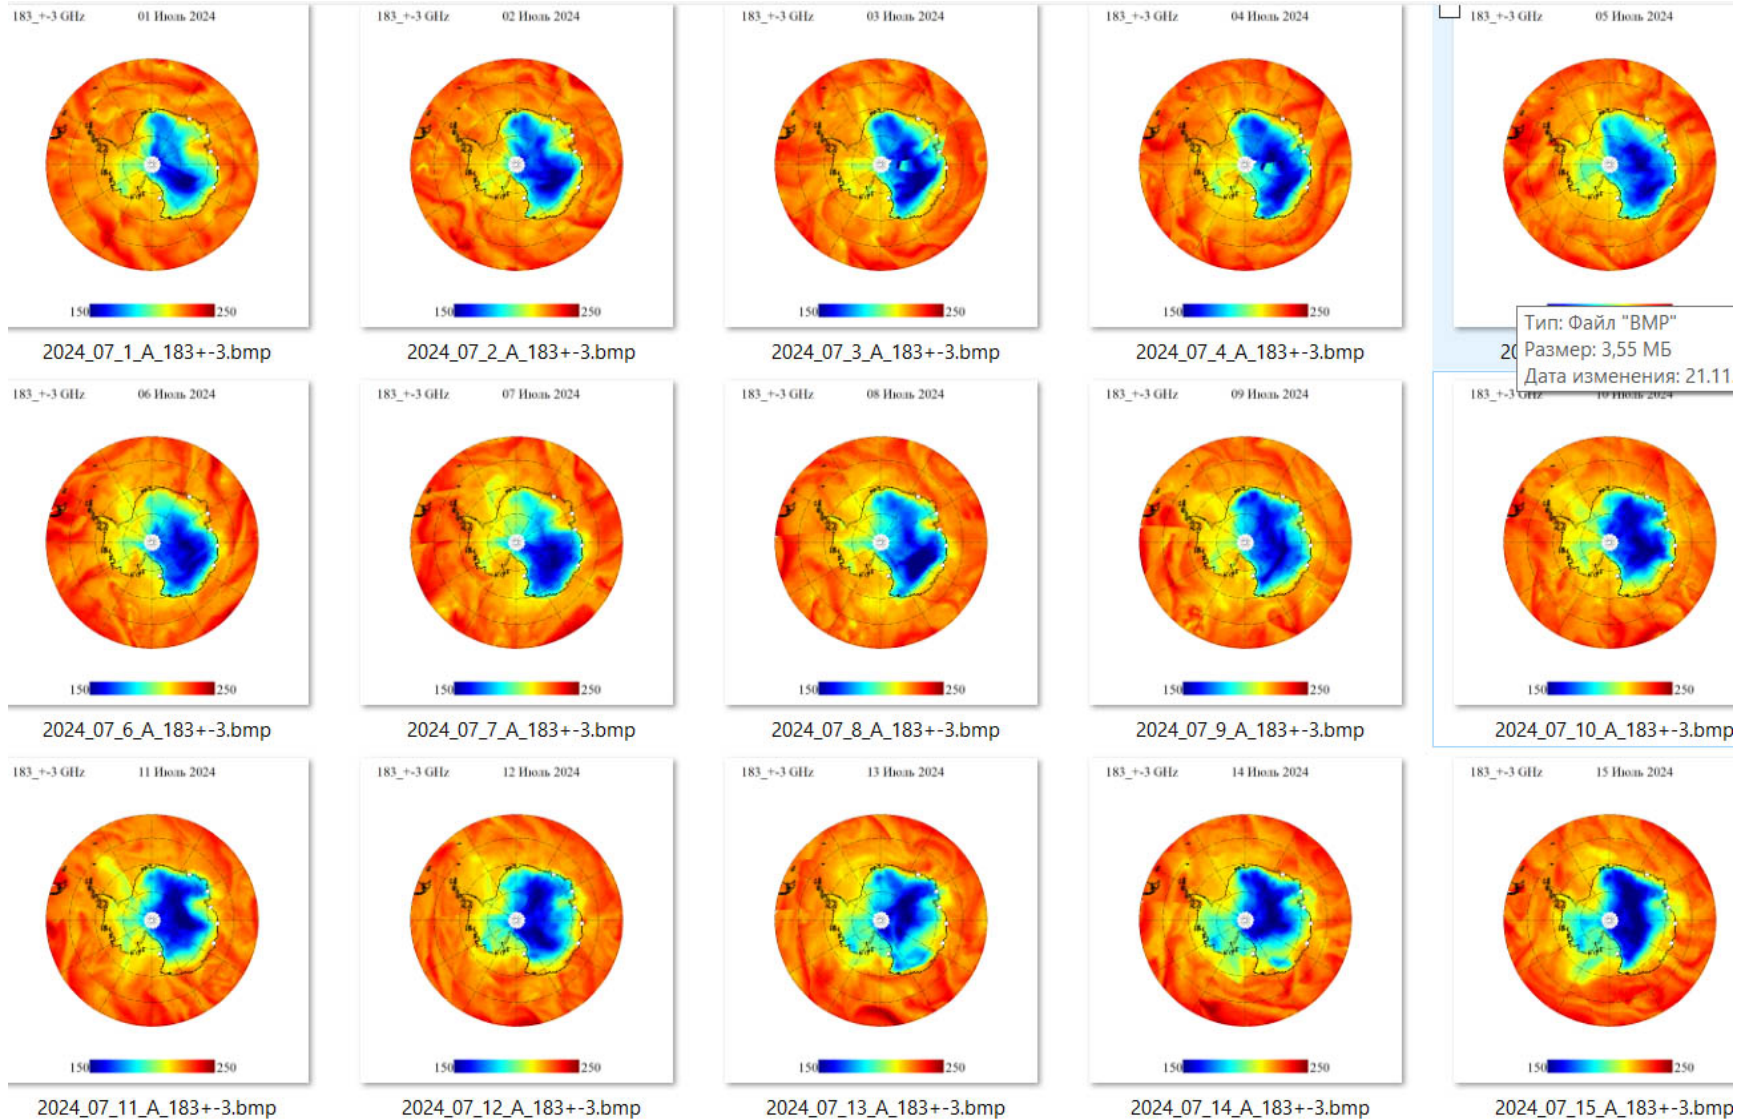 183_+-3 GHz 01 Июль 2024
183_+-3 GHz 02 Июль 2024
183_+-3 GHz 03 Июль 2024
183_+-3 GHz 04 Июль 2024
183_+-3 GHz 05 Июль 2024
150 250
150 250
150 250
150 250
2024_07_1_A_183+-3.bmp
2024_07_2_A_183+-3.bmp
2024_07_3_A_183+-3.bmp
2024_07_4_A_183+-3.bmp
20
Тип: Файл "BMP"
Размер: 3,55 МБ
Дата изменения: 21.11
183_+-3 GHz 06 Июль 2024
183_+-3 GHz 07 Июль 2024
183_+-3 GHz 08 Июль 2024
183_+-3 GHz 09 Июль 2024
183_+-3 GHz 10 Июль 2024
150 250
150 250
150 250
150 250
150 250
2024_07_6_A_183+-3.bmp
2024_07_7_A_183+-3.bmp
2024_07_8_A_183+-3.bmp
2024_07_9_A_183+-3.bmp
2024_07_10_A_183+-3.bmp
183_+-3 GHz 11 Июль 2024
183_+-3 GHz 12 Июль 2024
183_+-3 GHz 13 Июль 2024
183_+-3 GHz 14 Июль 2024
183_+-3 GHz 15 Июль 2024
150 250
150 250
150 250
150 250
150 250
2024_07_11_A_183+-3.bmp
2024_07_12_A_183+-3.bmp
2024_07_13_A_183+-3.bmp
2024_07_14_A_183+-3.bmp
2024_07_15_A_183+-3.bmp